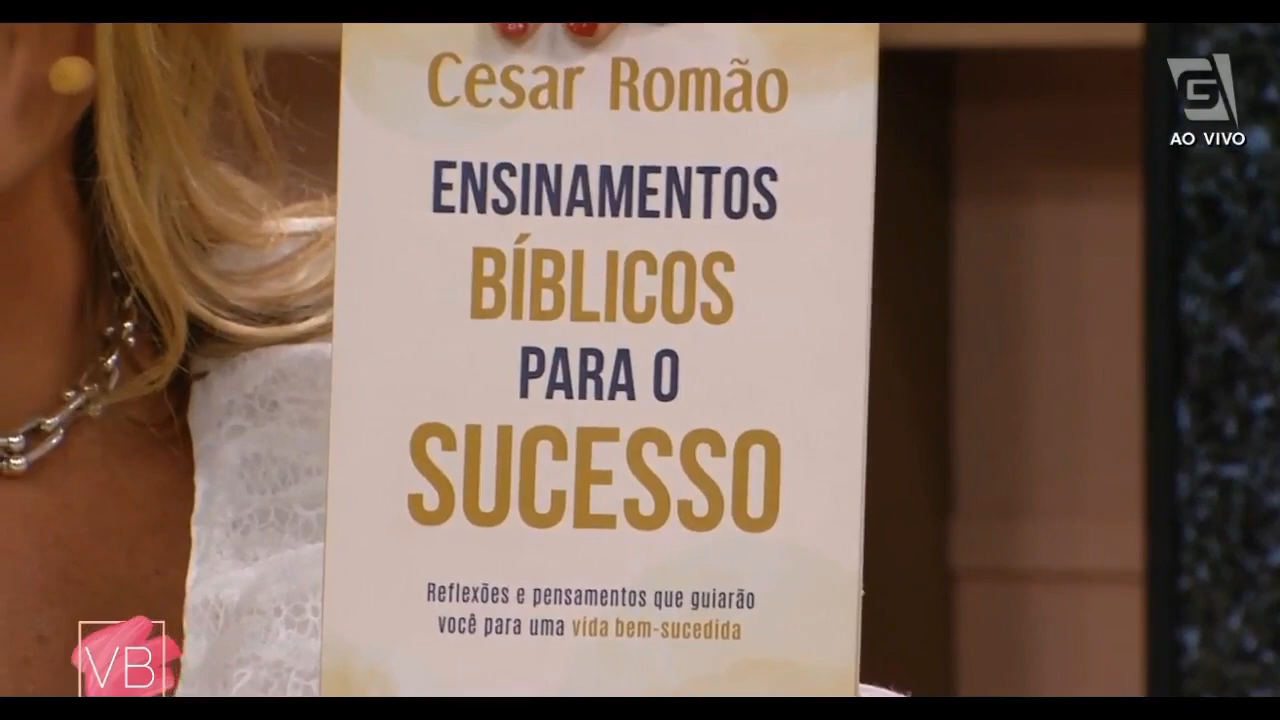 Cesar Romão
ENSINAMENTOS
BÍBLICOS
PARA O
SUCESSO
Reflexões e pensamentos que guiarão
você para uma vida bem-sucedida
G
AO VIVO
VB